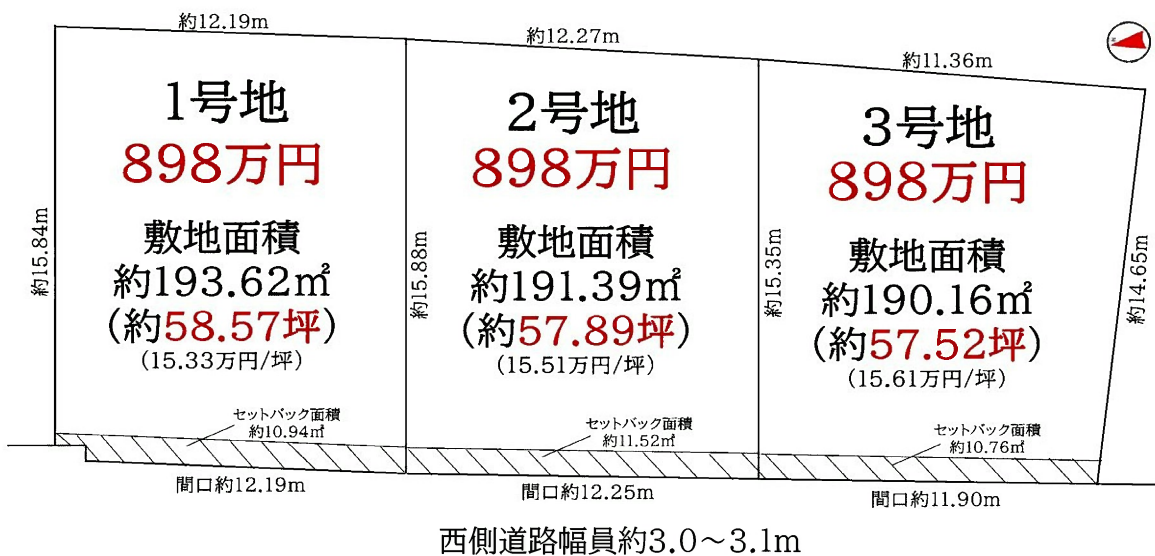 約12.19m
約12.27m
約11.36m
1号地
898万円
敷地面積
約193.62㎡
(約58.57坪)
(15.33万円/坪)
2号地
898万円
敷地面積
約191.39㎡
(約57.89坪)
(15.51万円/坪)
3号地
898万円
敷地面積
約190.16㎡
(約57.52坪)
(15.61万円/坪)
約15.84m
約15.88m
約15.35m
約14.65m
セットバック面積
約10.94㎡
セットバック面積
約11.52㎡
セットバック面積
約10.76㎡
間口約12.19m
間口約12.25m
間口約11.90m
西側道路幅員約3.0～3.1m